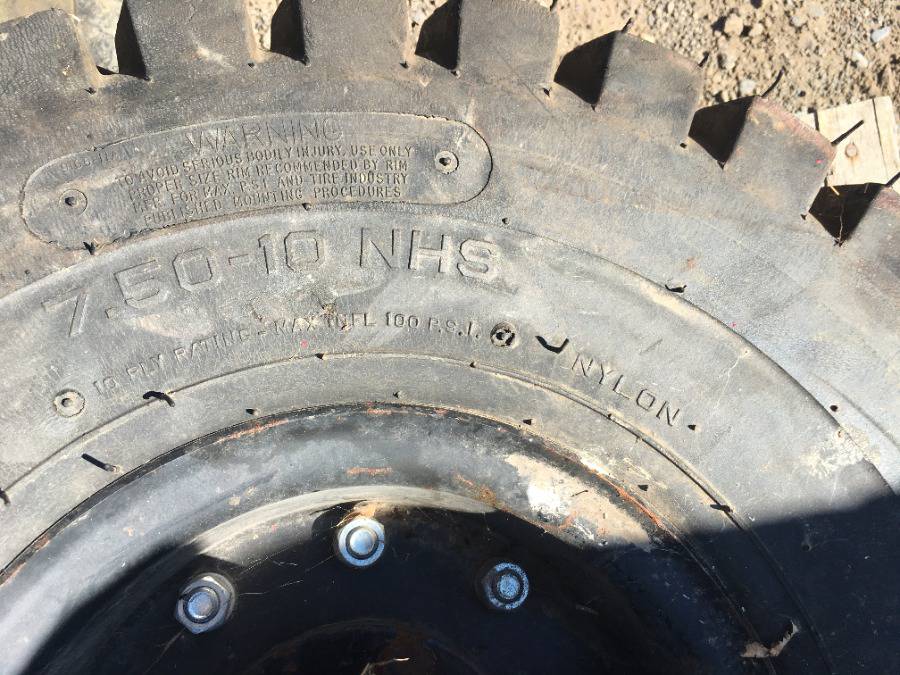 WARNING
TO AVOID SERIOUS BODILY INJURY, USE ONLY
PROPER SIZE RIM RECOMMENDED BY RIM
MFR FOR MAX. P.S.I. AND TIRE INDUSTRY
PUBLISHED MOUNTING PROCEDURES
7.50-10 NHS
10 PLY RATING - MAX INFL 100 P.S.I.
NYLON